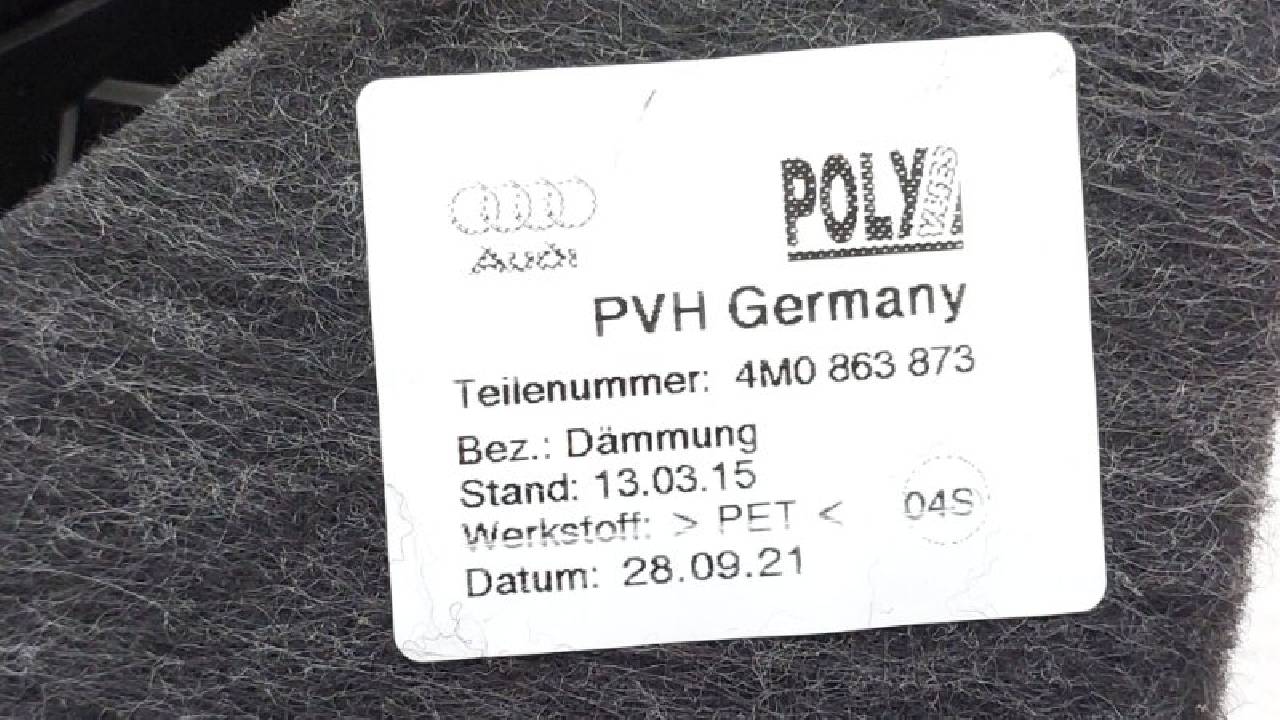 Audi
POLY VLIES
PVH Germany
Teilenummer: 4M0 863 873
Bez.: Dämmung
Stand: 13.03.15
Werkstoff: > PET < 04S
Datum: 28.09.21